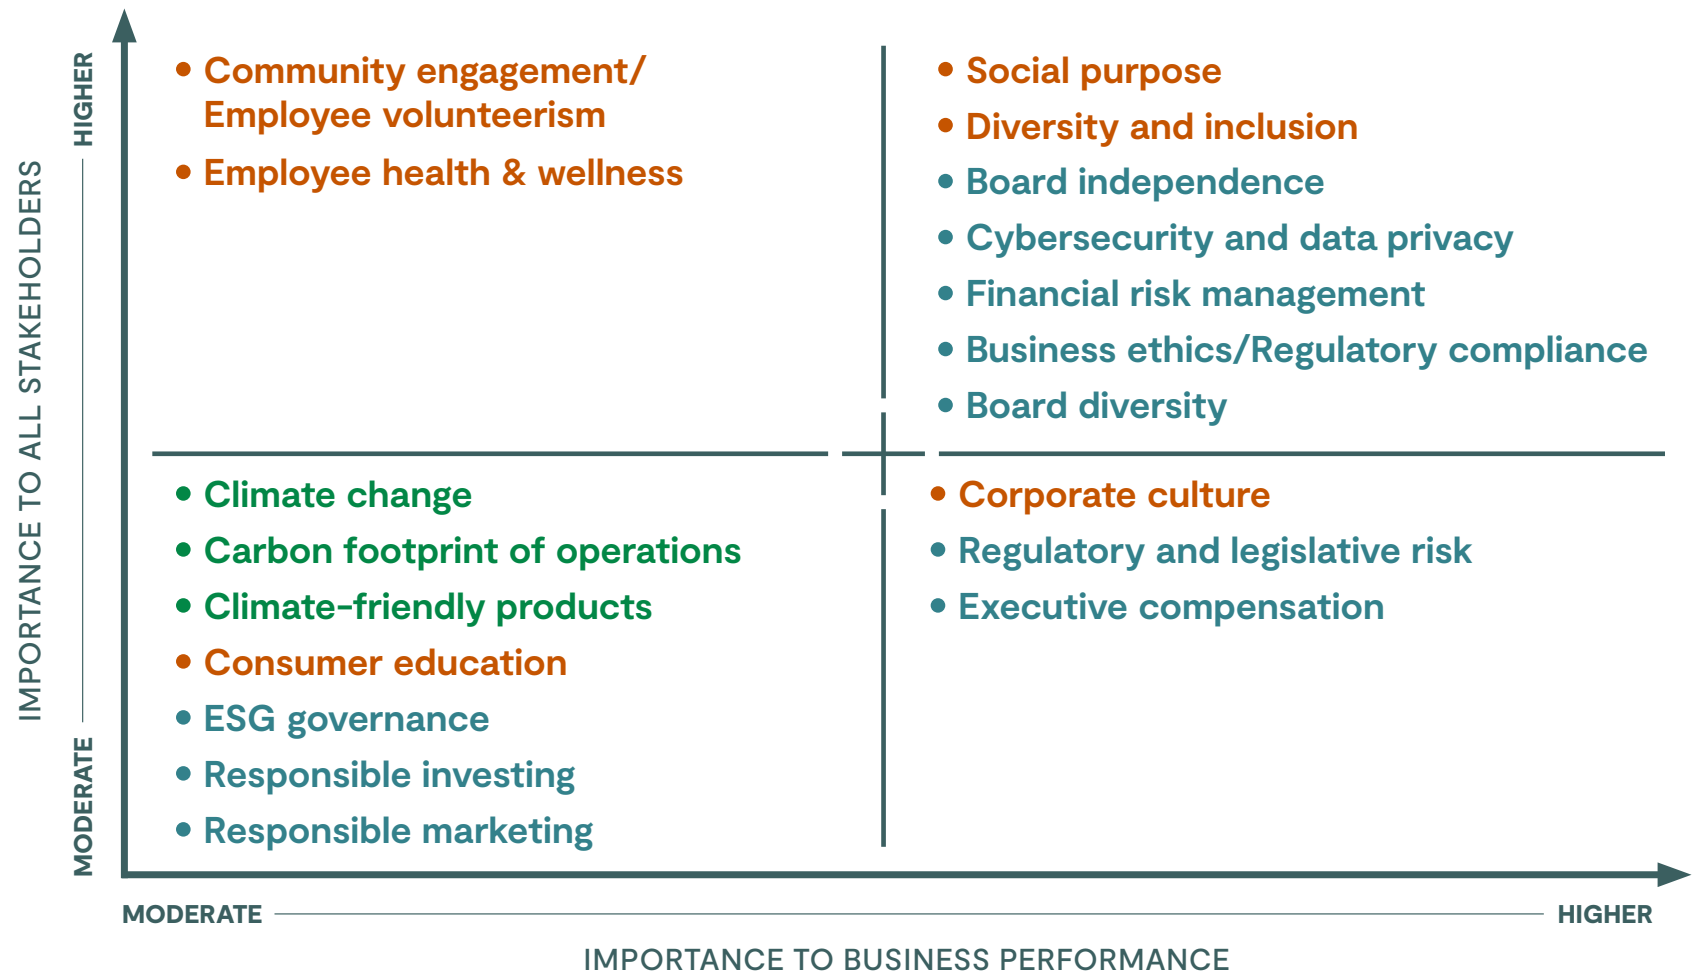 IMPORTANCE TO ALL STAKEHOLDERS
HIGHER
MODERATE
• Community engagement/
Employee volunteerism
• Employee health & wellness
• Social purpose
• Diversity and inclusion
• Board independence
• Cybersecurity and data privacy
• Financial risk management
• Business ethics/Regulatory compliance
• Board diversity
• Climate change
• Carbon footprint of operations
• Climate-friendly products
• Consumer education
• ESG governance
• Responsible investing
• Responsible marketing
• Corporate culture
• Regulatory and legislative risk
• Executive compensation
MODERATE
HIGHER
IMPORTANCE TO BUSINESS PERFORMANCE